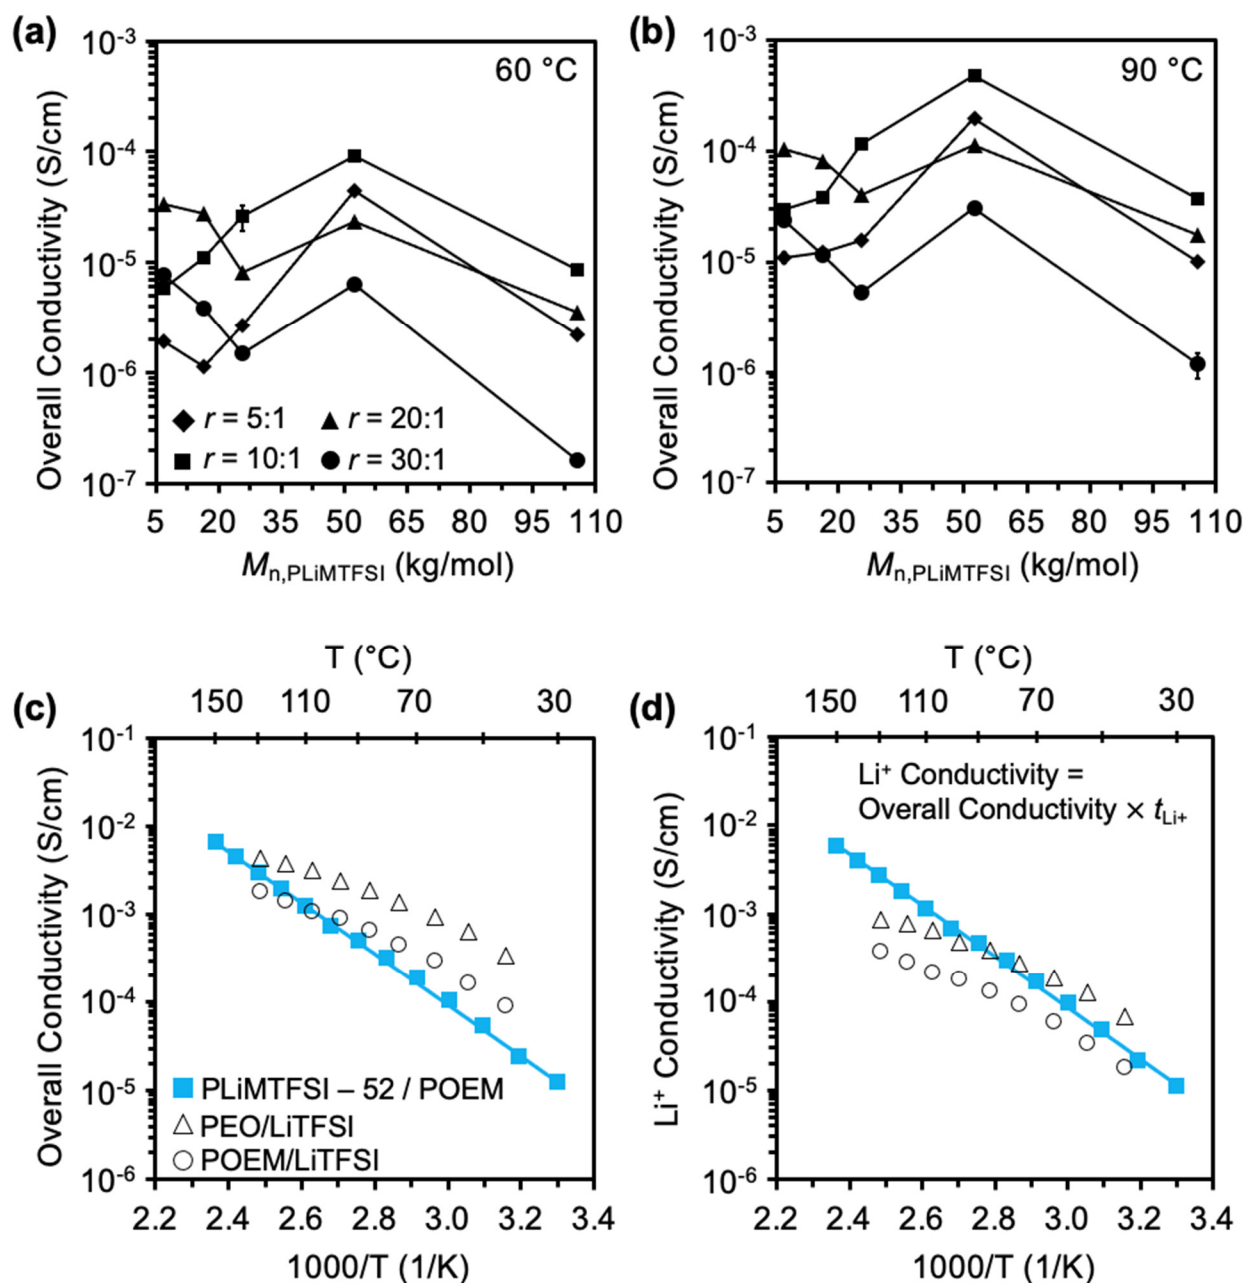 (a)
60 °C
Overall Conductivity (S/cm)
10⁻³
10⁻⁴
10⁻⁵
10⁻⁶
10⁻⁷
r = 5:1
r = 20:1
r = 10:1
r = 30:1
5 20 35 50 65 80 95 110
Mn,PLiMTFSI (kg/mol)
(b)
90 °C
Overall Conductivity (S/cm)
10⁻³
10⁻⁴
10⁻⁵
10⁻⁶
10⁻⁷
5 20 35 50 65 80 95 110
Mn,PLiMTFSI (kg/mol)
(c)
T (°C)
150 110 70 30
Overall Conductivity (S/cm)
10⁻¹
10⁻²
10⁻³
10⁻⁴
10⁻⁵
10⁻⁶
PLiMTFSI – 52 / POEM
PEO/LiTFSI
POEM/LiTFSI
2.2 2.4 2.6 2.8 3.0 3.2 3.4
1000/T (1/K)
(d)
T (°C)
150 110 70 30
Li⁺ Conductivity =
Overall Conductivity × tLi+
Li⁺ Conductivity (S/cm)
10⁻¹
10⁻²
10⁻³
10⁻⁴
10⁻⁵
10⁻⁶
2.2 2.4 2.6 2.8 3.0 3.2 3.4
1000/T (1/K)